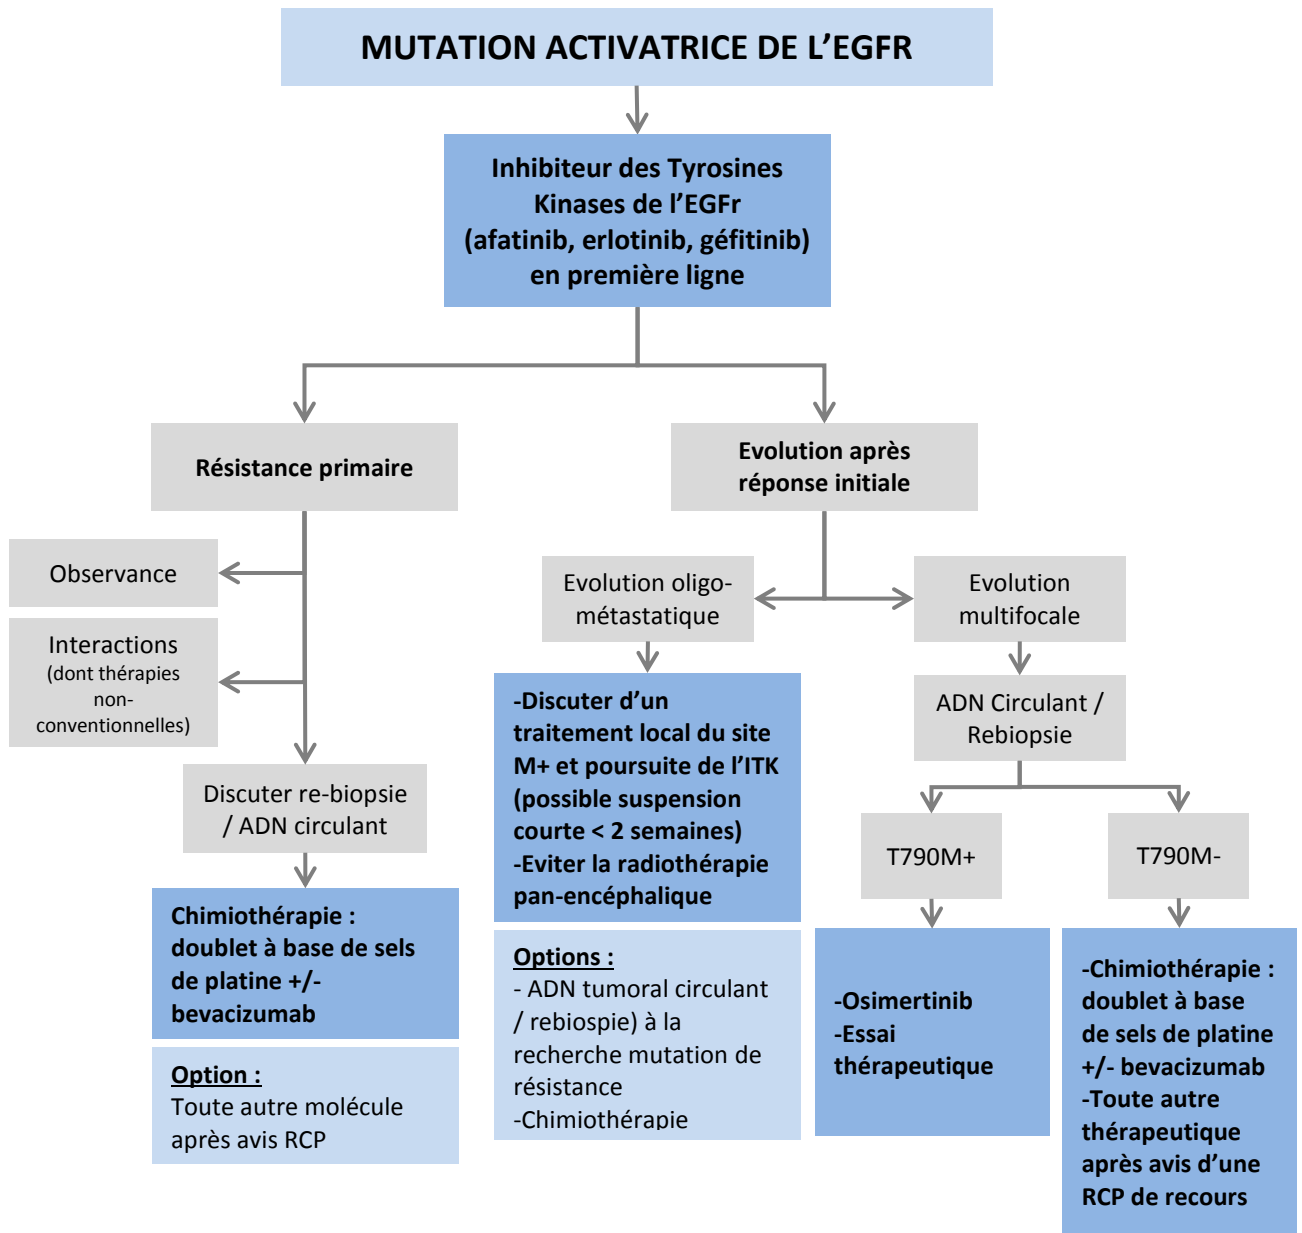 MUTATION ACTIVATRICE DE L’EGFR
Inhibiteur des Tyrosines
Kinases de l’EGFr
(afatinib, erlotinib, géfitinib)
en première ligne
Résistance primaire
Evolution après
réponse initiale
Observance
Interactions
(dont thérapies
non-
conventionnelles)
Discuter re-biopsie
/ ADN circulant
Chimiothérapie :
doublet à base de sels
de platine +/-
bevacizumab
Option :
Toute autre molécule
après avis RCP
Evolution oligo-
métastatique
-Discuter d’un
traitement local du site
M+ et poursuite de l’ITK
(possible suspension
courte < 2 semaines)
-Eviter la radiothérapie
pan-encéphalique
Options :
- ADN tumoral circulant
/ rebiospie) à la
recherche mutation de
résistance
-Chimiothérapie
Evolution
multifocale
ADN Circulant /
Rebiopsie
T790M+
-Osimertinib
-Essai
thérapeutique
T790M-
-Chimiothérapie :
doublet à base
de sels de platine
+/- bevacizumab
-Toute autre
thérapeutique
après avis d’une
RCP de recours